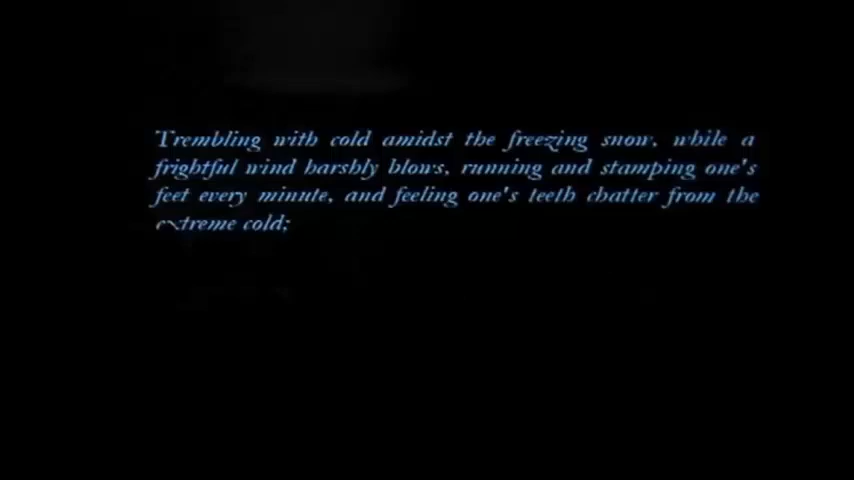 Trembling with cold amidst the freezing snow, while a
frightful wind harshly blows, running and stamping one's
feet every minute, and feeling one's teeth chatter from the
extreme cold;